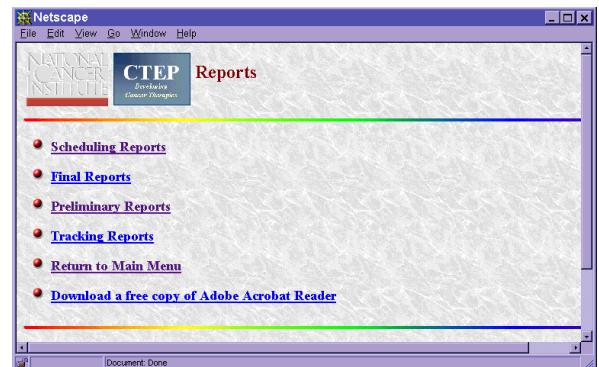 Netscape
File Edit View Go Window Help
NATIONAL
CANCER
INSTITUTE
CTEP
Developing
Cancer Therapies
Reports
Scheduling Reports
Final Reports
Preliminary Reports
Tracking Reports
Return to Main Menu
Download a free copy of Adobe Acrobat Reader
Document: Done